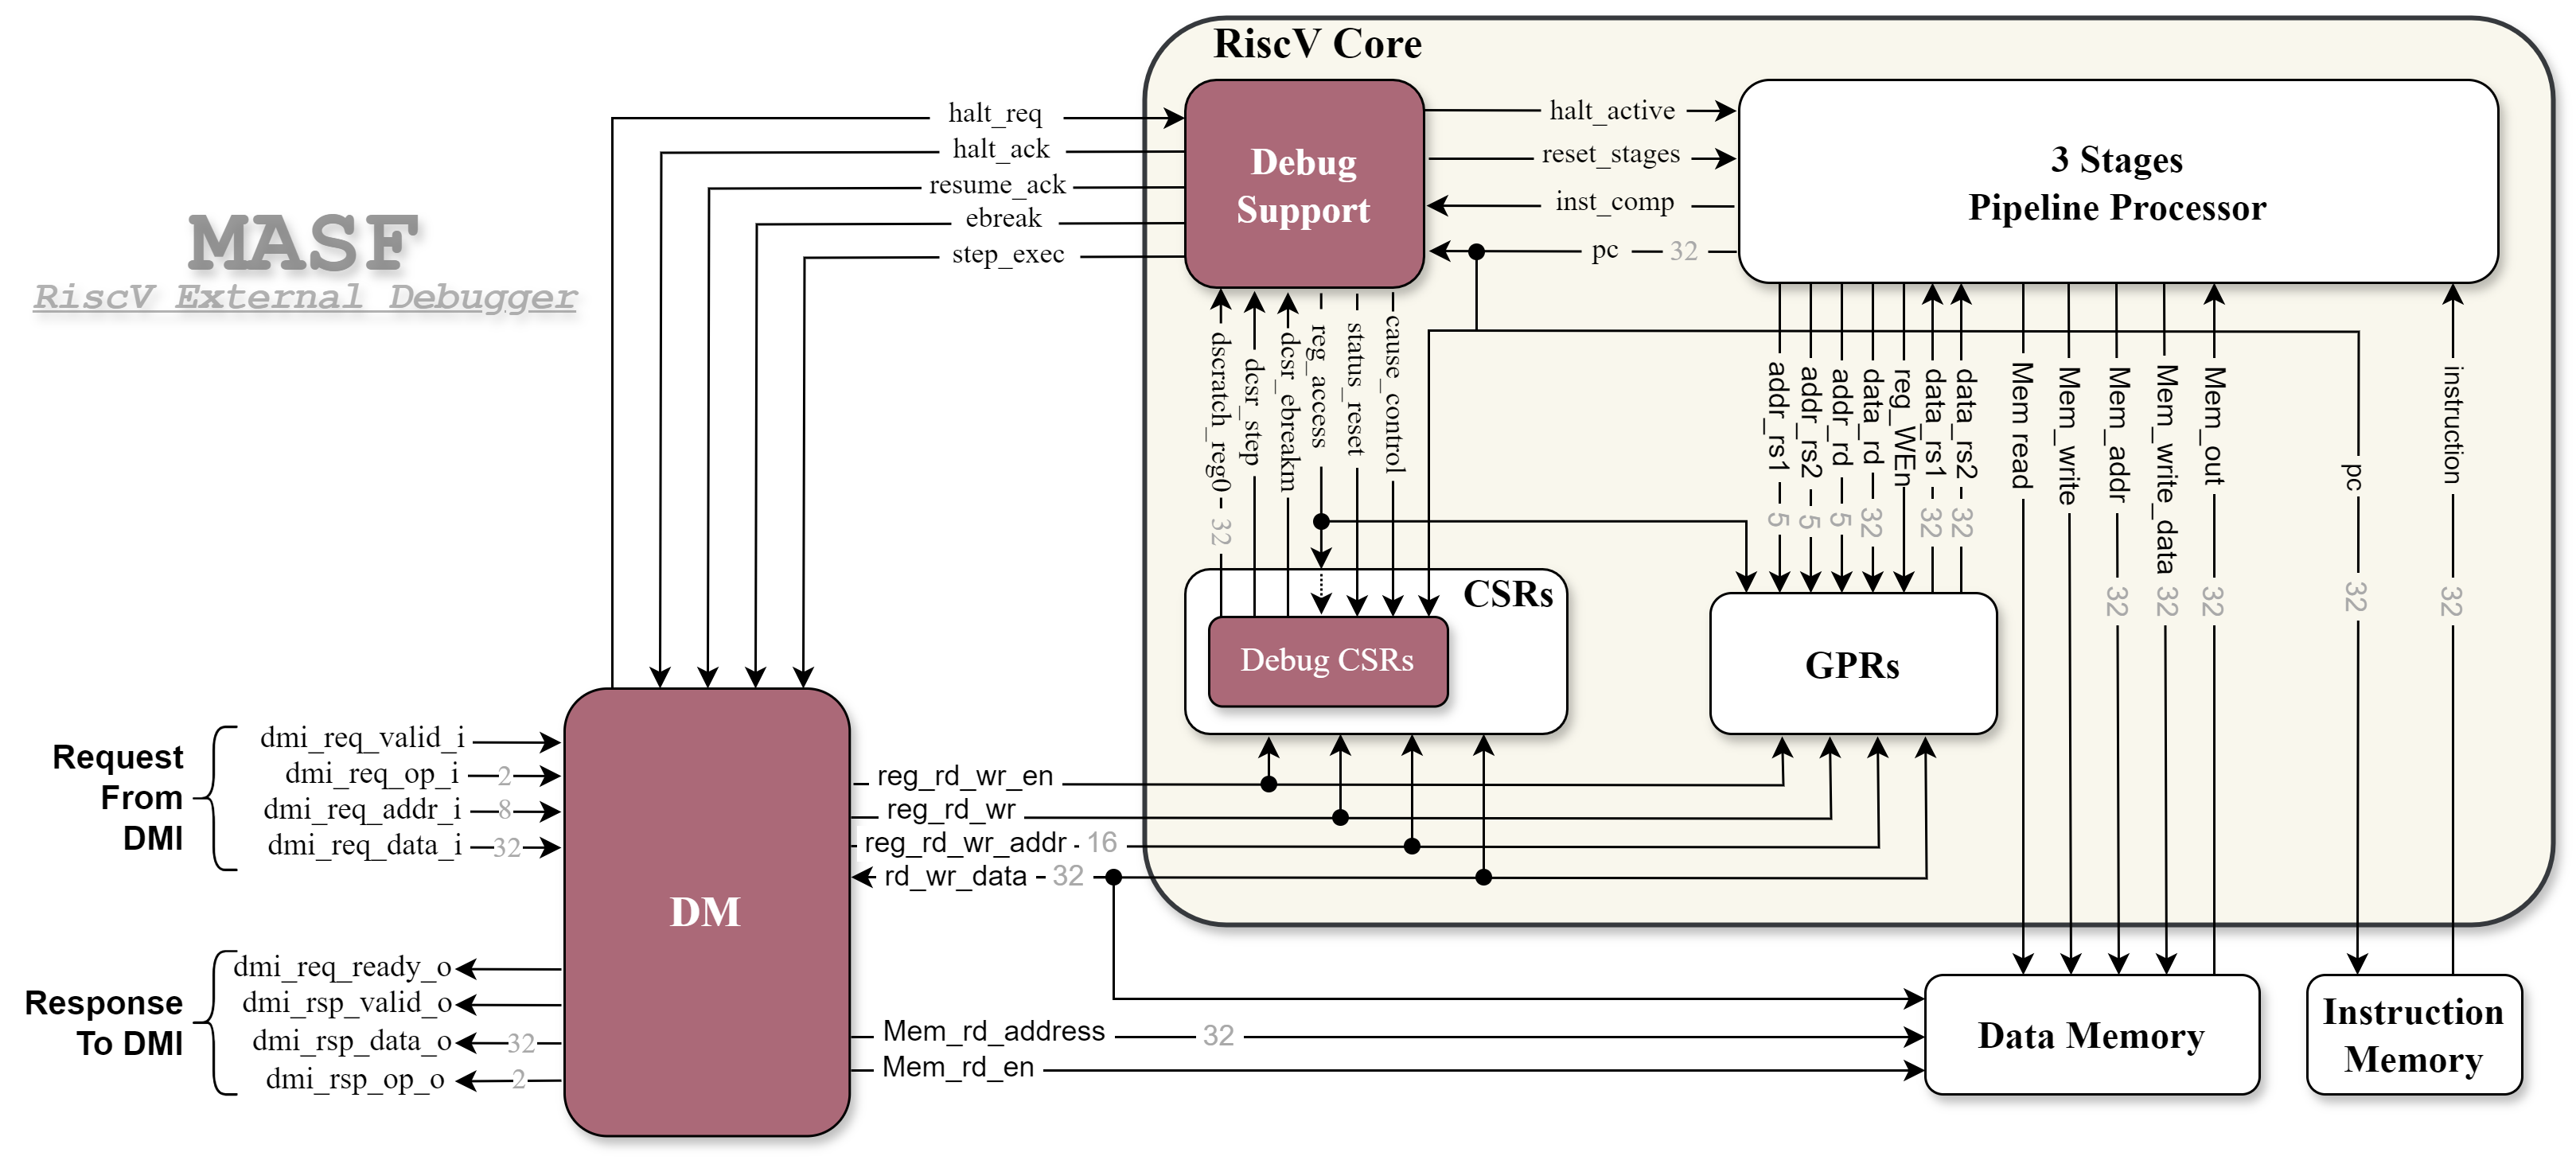 RiscV Core
MASF
RiscV External Debugger
halt_req
halt_ack
resume_ack
ebreak
step_exec
Debug
Support
halt_active
reset_stages
inst_comp
pc 32
3 Stages
Pipeline Processor
dscratch_reg0 32
dcsr_step
dcsr_ebreakm
reg_access
status_reset
cause_control
addr_rs1 5
addr_rs2 5
addr_rd 5
data_rd 32
reg_WEn
data_rs1 32
data_rs2 32
Mem read
Mem_write
Mem_addr 32
Mem_write_data 32
Mem_out 32
pc 32
instruction 32
CSRs
Debug CSRs
GPRs
Request
From
DMI
dmi_req_valid_i
dmi_req_op_i 2
dmi_req_addr_i 8
dmi_req_data_i 32
DM
reg_rd_wr_en
reg_rd_wr
reg_rd_wr_addr 16
rd_wr_data 32
Response
To DMI
dmi_req_ready_o
dmi_rsp_valid_o
dmi_rsp_data_o 32
dmi_rsp_op_o 2
Mem_rd_address 32
Mem_rd_en
Data Memory
Instruction
Memory